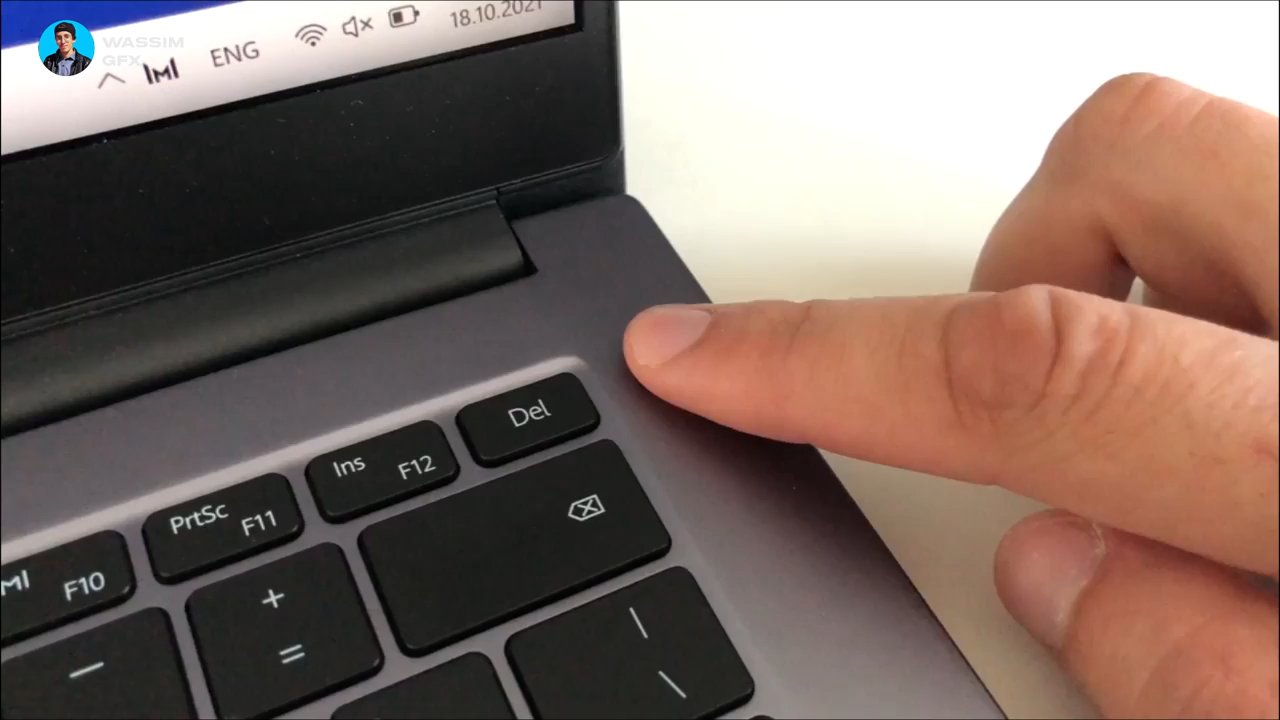 WASSIM
GFX
ENG
18.10.2021
Del
Ins
F12
PrtSc
F11
F10
+
=
-
|
\